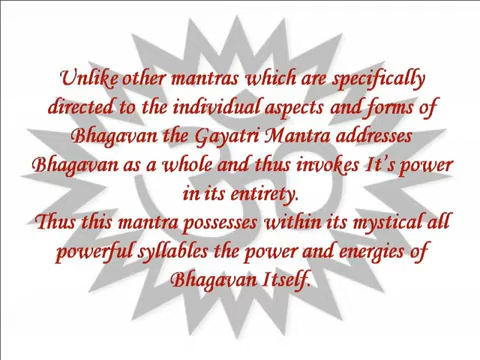 Unlike other mantras which are specifically
directed to the individual aspects and forms of
Bhagavan the Gayatri Mantra addresses
Bhagavan as a whole and thus invokes It's power
in its entirety.
Thus this mantra possesses within its mystical all
powerful syllables the power and energies of
Bhagavan Itself.
ॐ